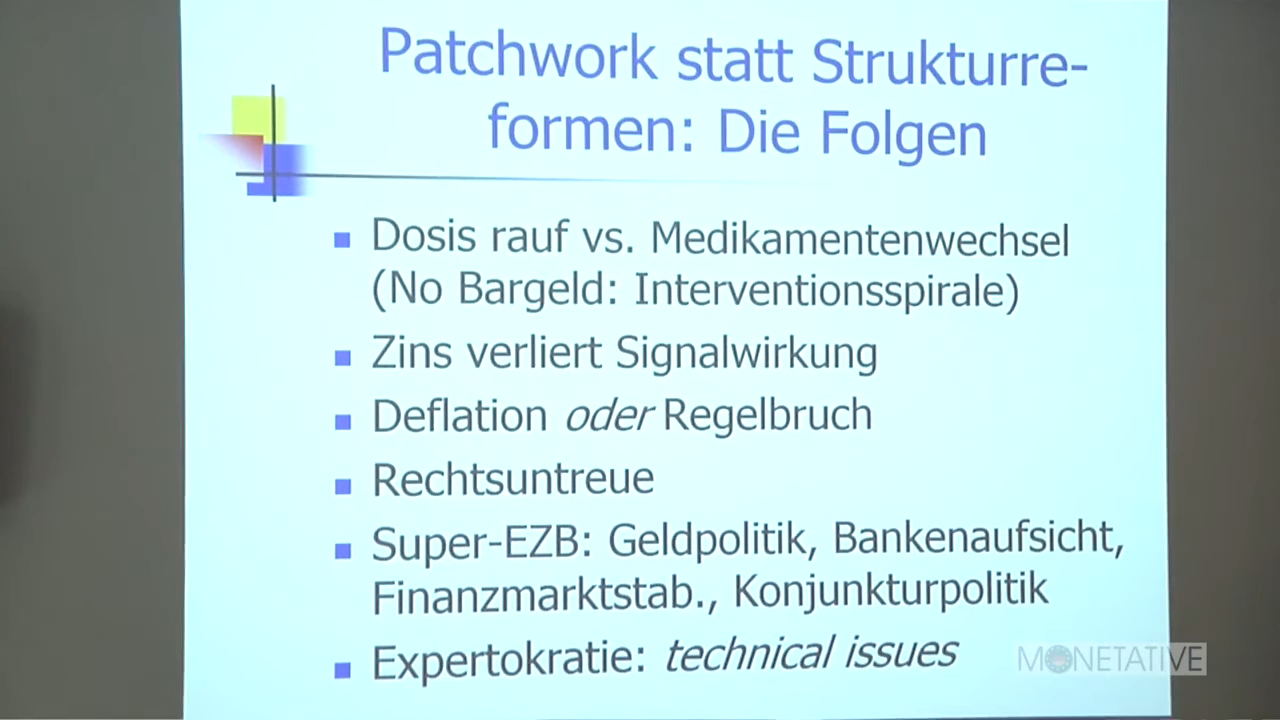 Patchwork statt Strukturre-
formen: Die Folgen
Dosis rauf vs. Medikamentenwechsel
(No Bargeld: Interventionsspirale)
Zins verliert Signalwirkung
Deflation oder Regelbruch
Rechtsuntreue
Super-EZB: Geldpolitik, Bankenaufsicht,
Finanzmarktstab., Konjunkturpolitik
Expertokratie: technical issues
MONETATIVE